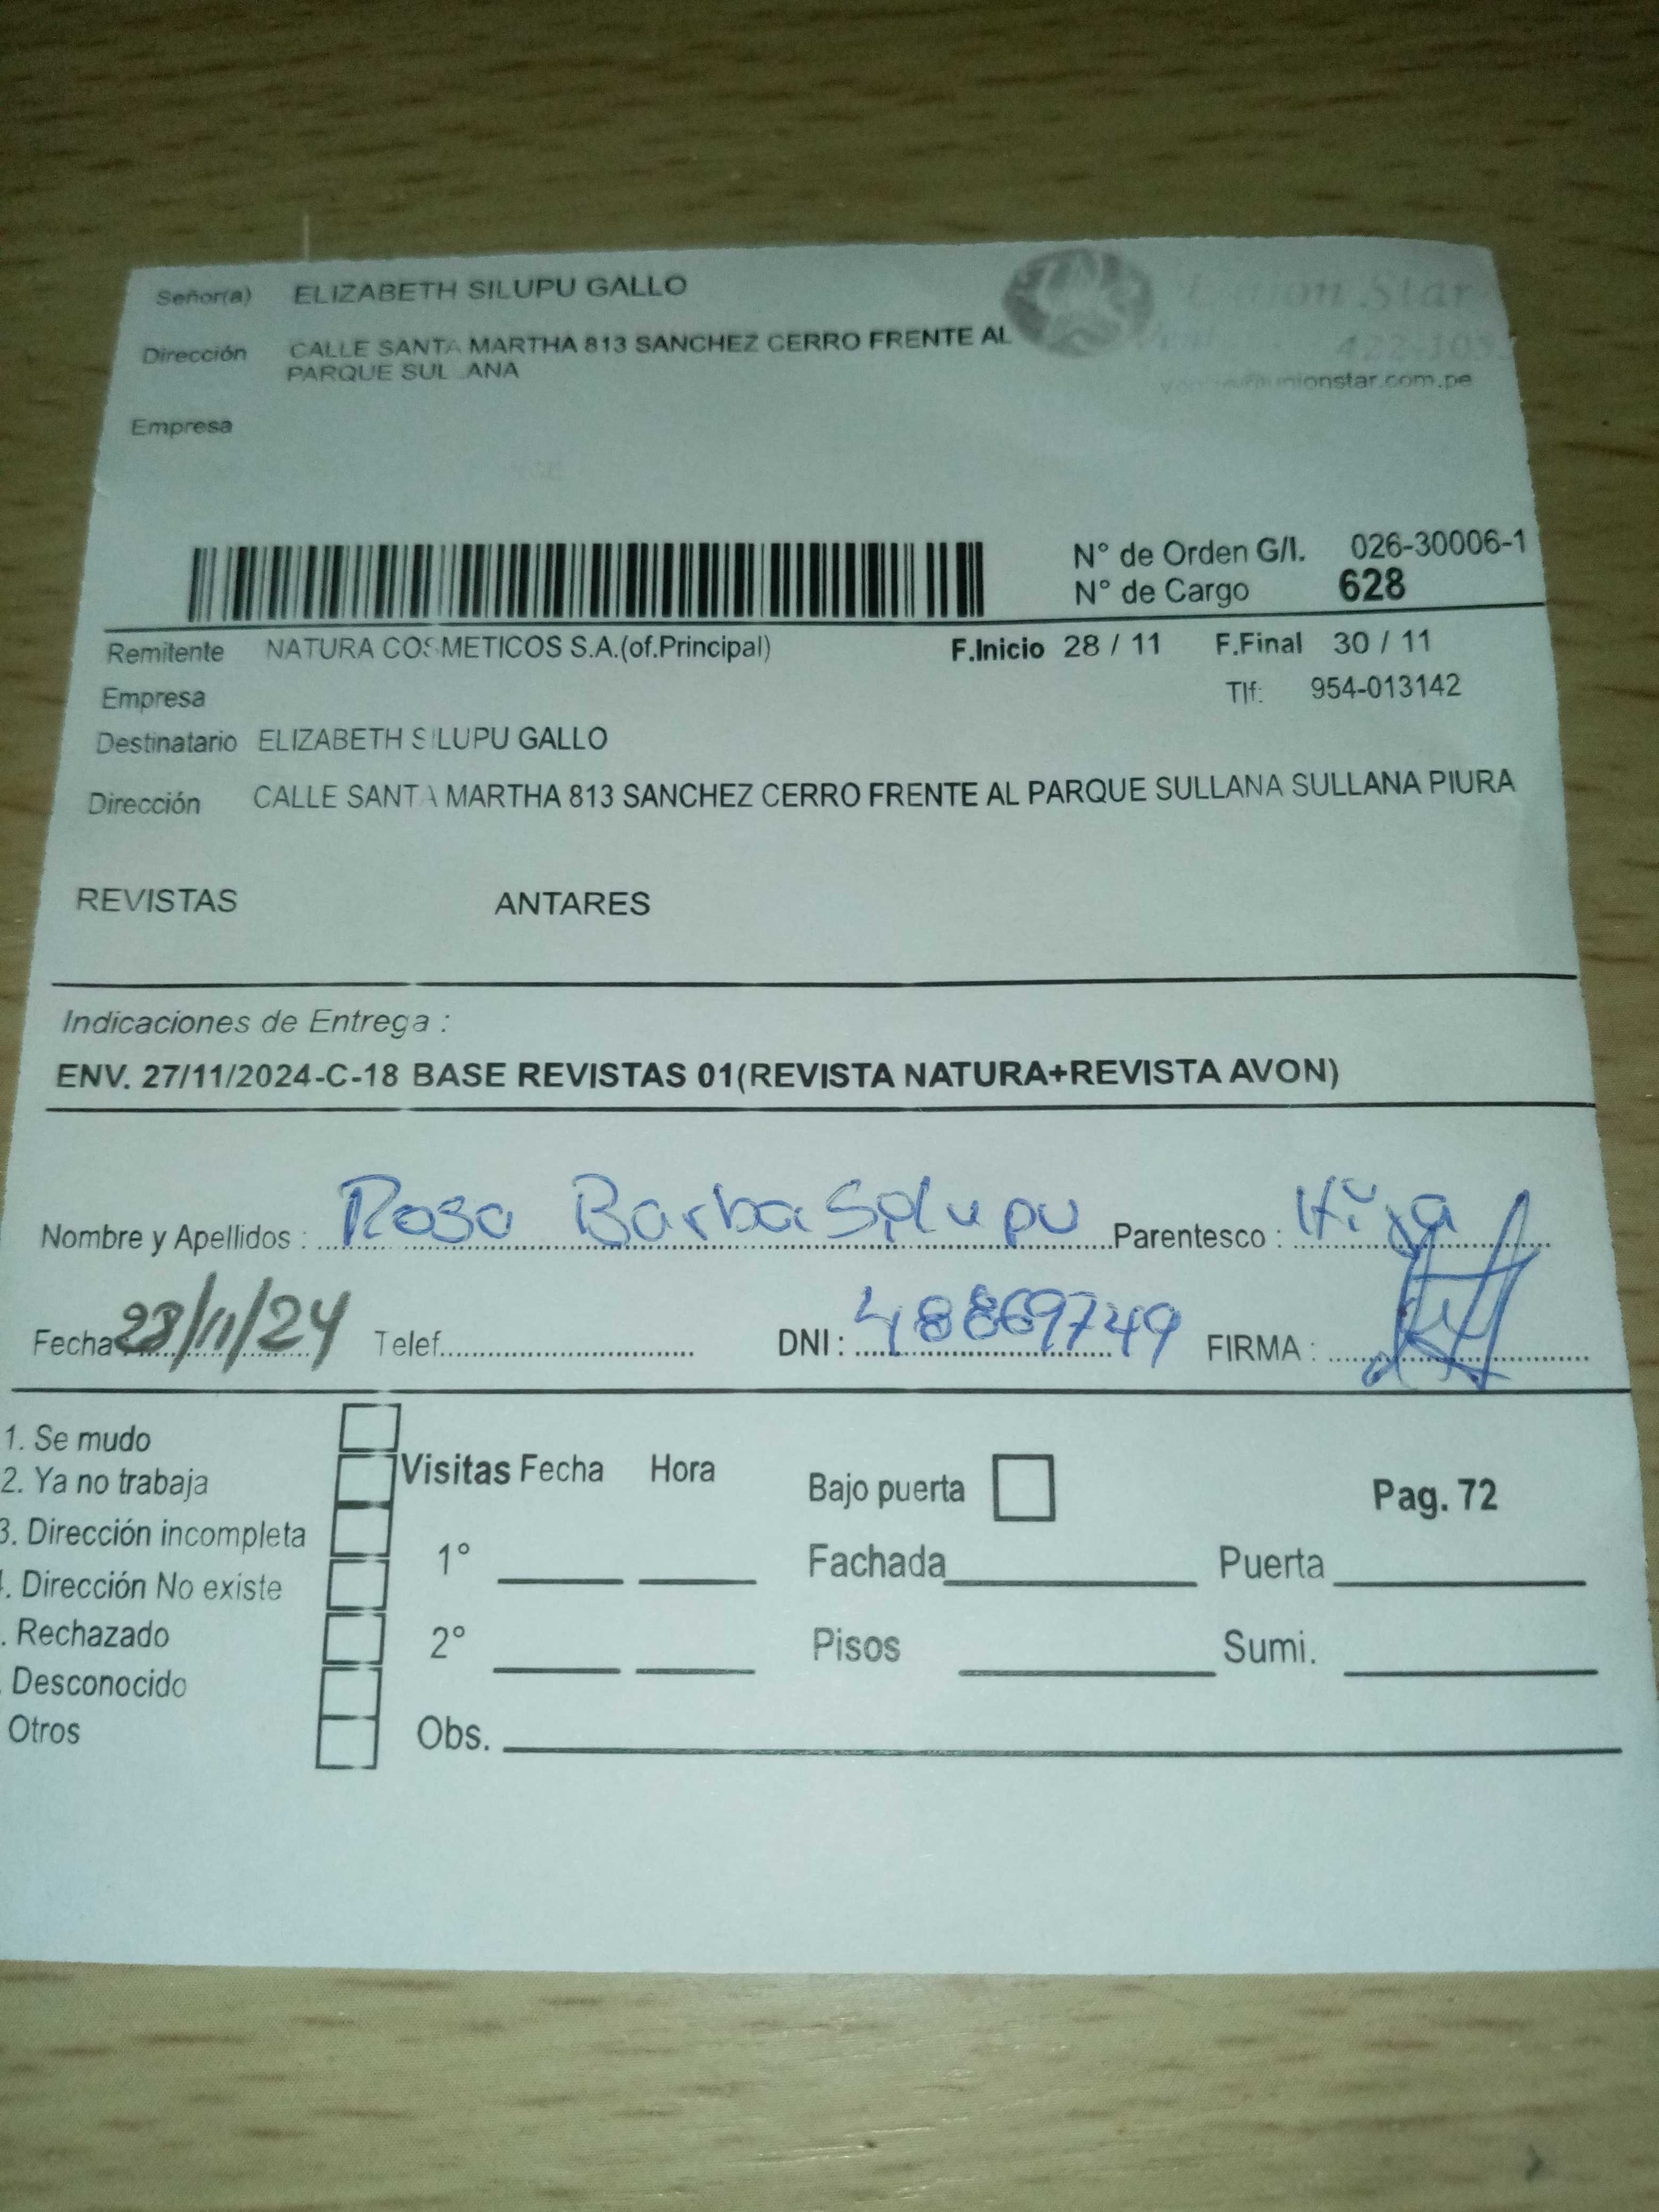 Señor(a) ELIZABETH SILUPU GALLO
Dirección CALLE SANTA MARTHA 813 SANCHEZ CERRO FRENTE AL
PARQUE SULLANA
Union Star
unionstar.com.pe
Empresa
N° de Orden G/I. 026-30006-1
N° de Cargo 628
Remitente NATURA COSMETICOS S.A.(of.Principal) F.Inicio 28 / 11 F.Final 30 / 11
Empresa Tlf: 954-013142
Destinatario ELIZABETH SILUPU GALLO
Dirección CALLE SANTA MARTHA 813 SANCHEZ CERRO FRENTE AL PARQUE SULLANA SULLANA PIURA
REVISTAS ANTARES
Indicaciones de Entrega :
ENV. 27/11/2024-C-18 BASE REVISTAS 01(REVISTA NATURA+REVISTA AVON)
Nombre y Apellidos : Rosa Barba Silupu Parentesco : Hija
Fecha 28/11/24 Telef. DNI : 48869749 FIRMA :
1. Se mudo
2. Ya no trabaja
3. Dirección incompleta
. Dirección No existe
. Rechazado
. Desconocido
Otros
Visitas Fecha Hora
1°
2°
Obs.
Bajo puerta Pag. 72
Fachada Puerta
Pisos Sumi.